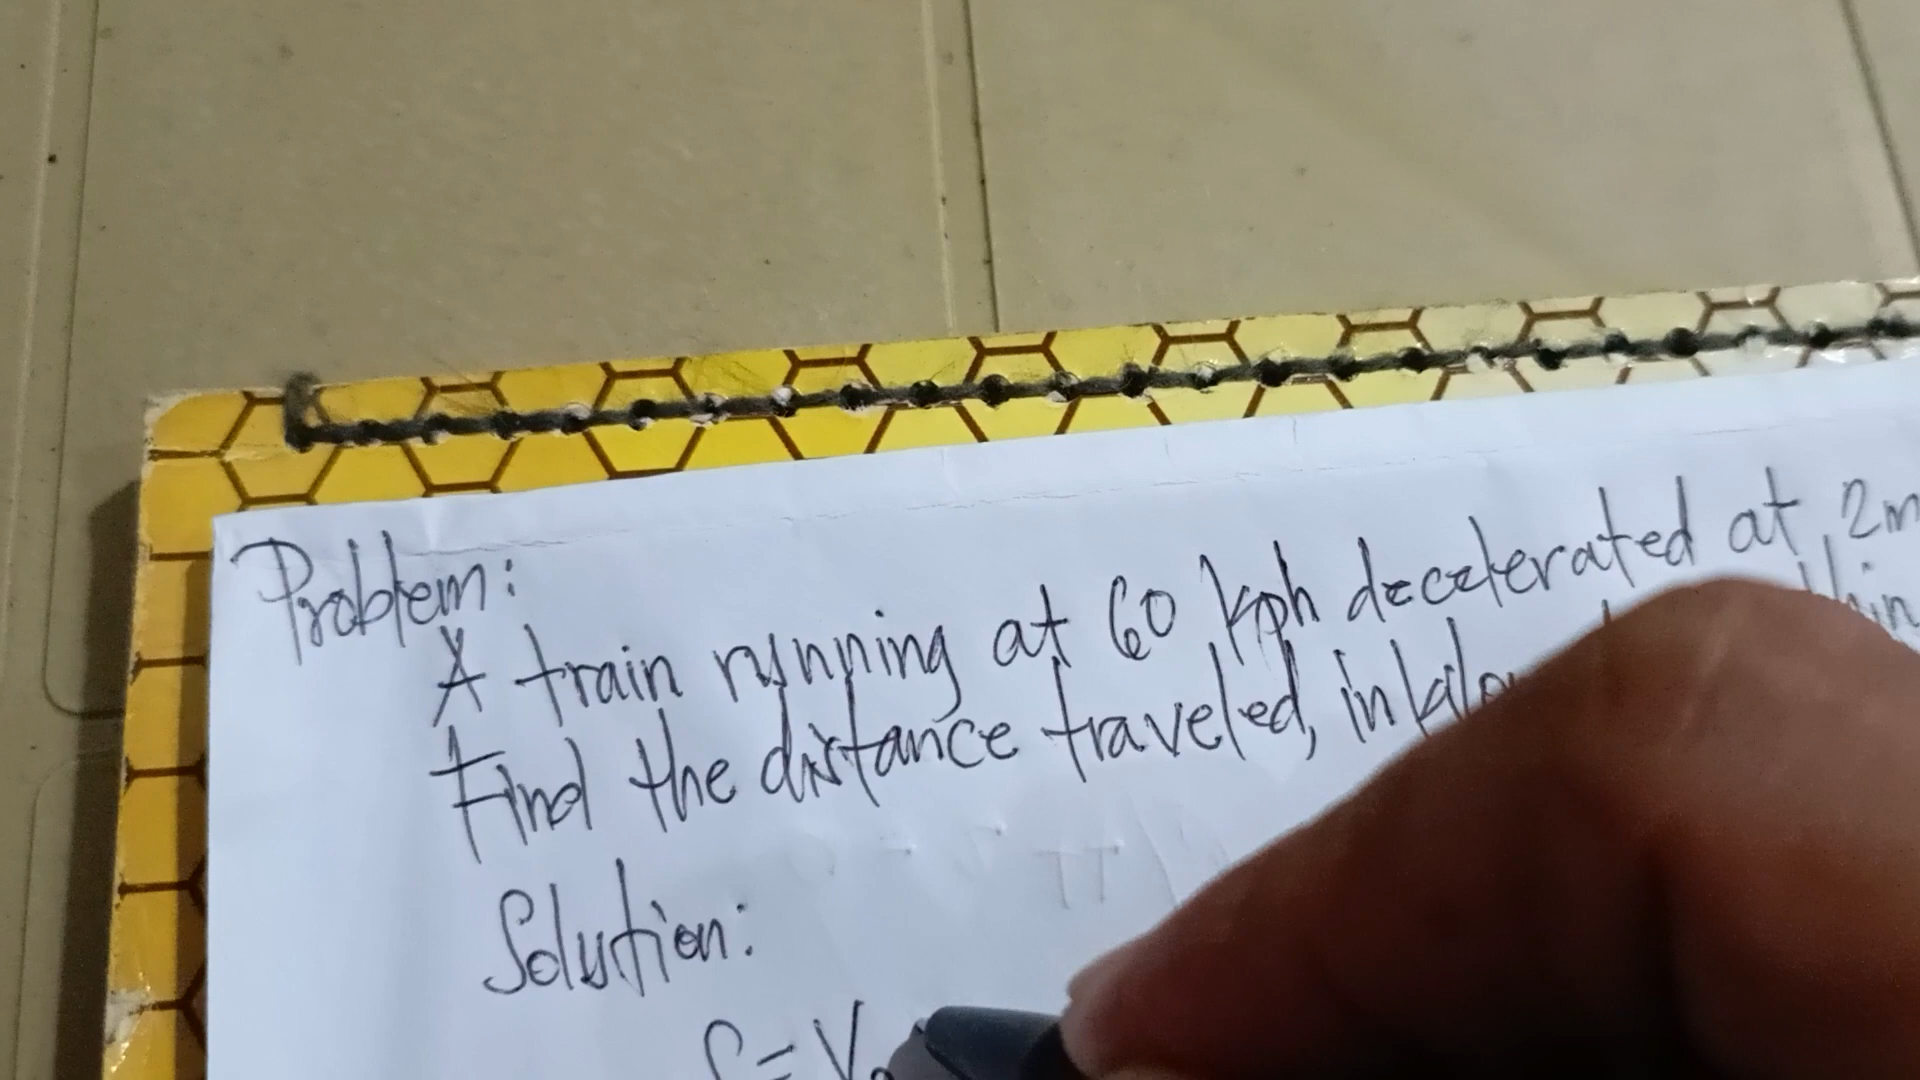 Problem:
A train running at 60 kph decelerated at 2m
Find the distance traveled, in
Solution:
S = V